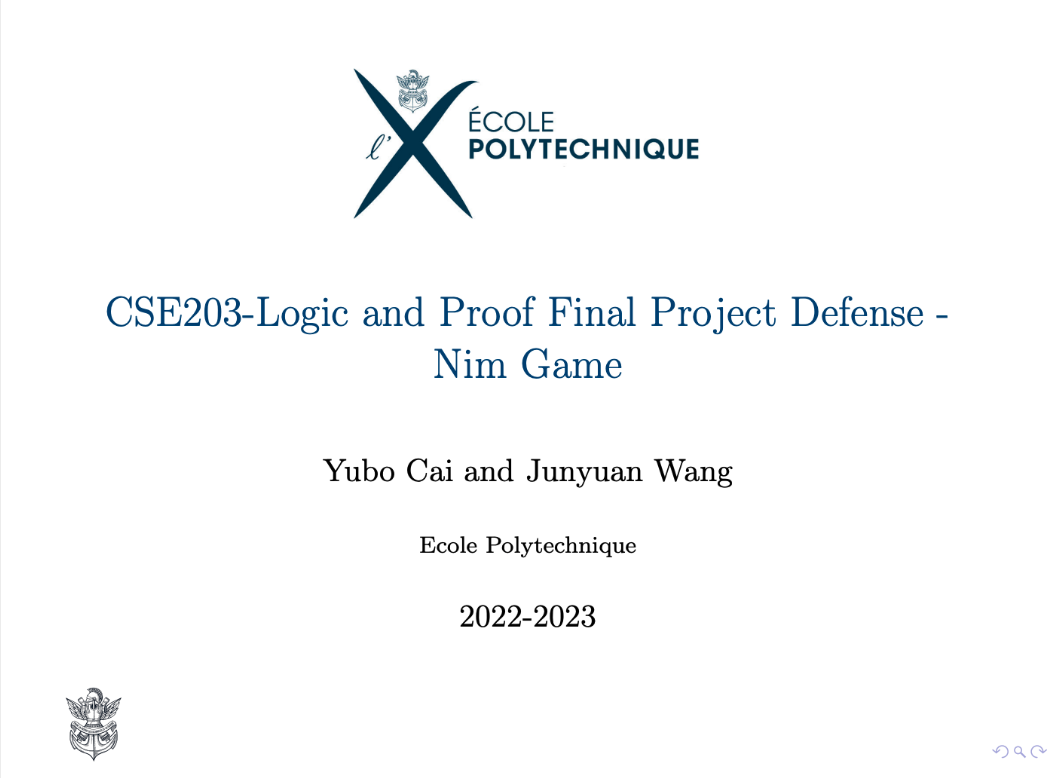 l'X
ÉCOLE
POLYTECHNIQUE
CSE203-Logic and Proof Final Project Defense -
Nim Game
Yubo Cai and Junyuan Wang
Ecole Polytechnique
2022-2023